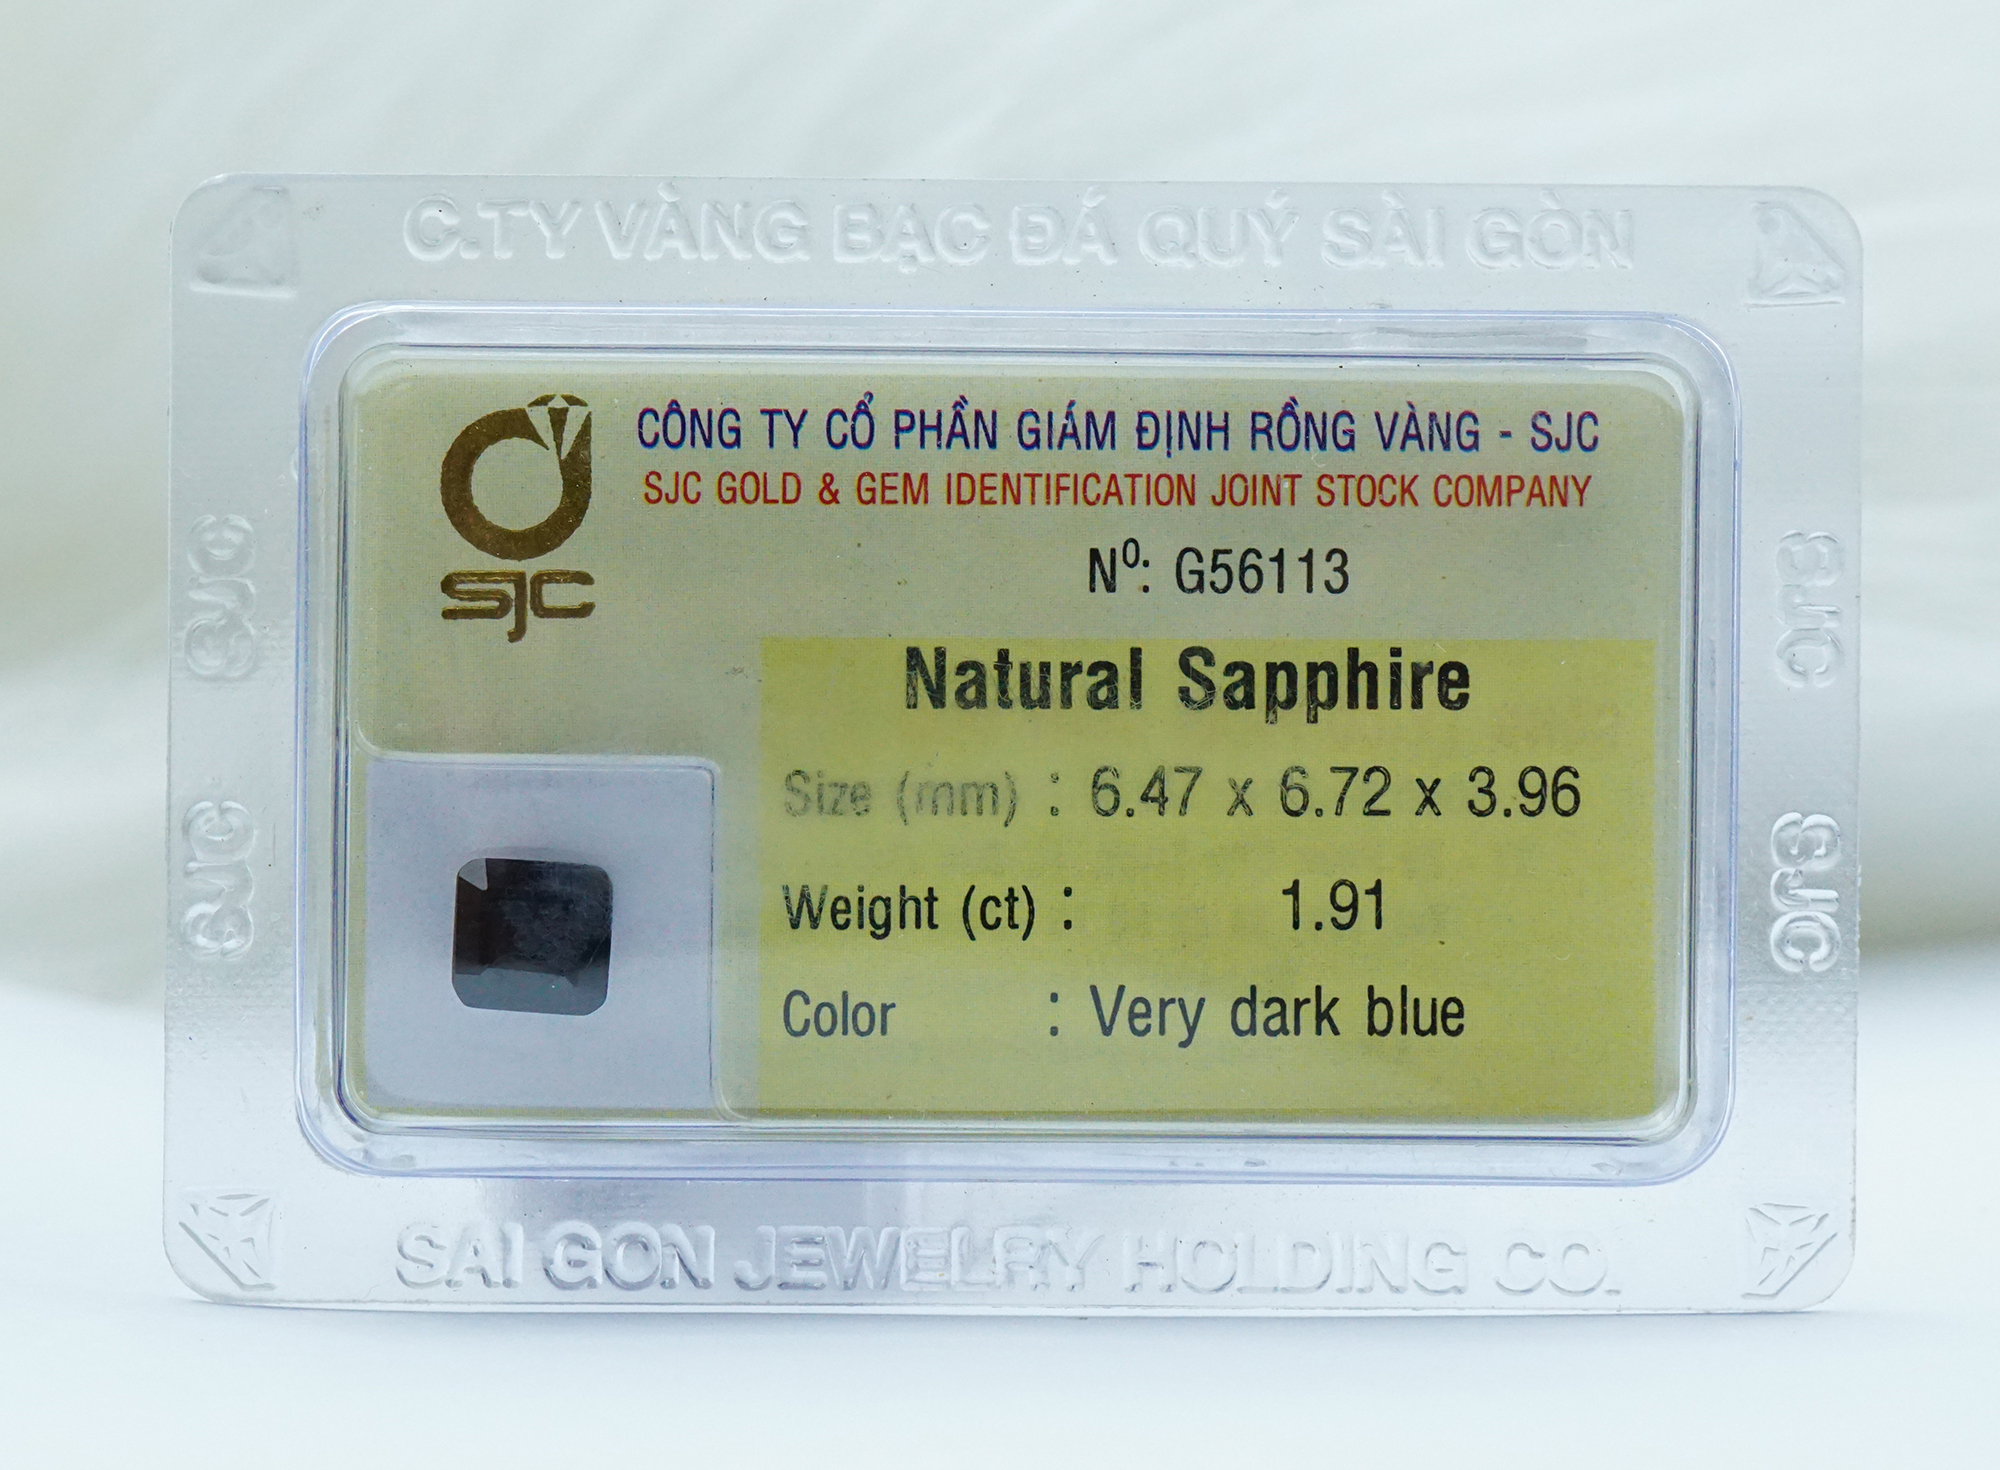 C.TY VÀNG BẠC ĐÁ QUÝ SÀI GÒN
SJC
CÔNG TY CỔ PHẦN GIÁM ĐỊNH RỒNG VÀNG - SJC
SJC GOLD & GEM IDENTIFICATION JOINT STOCK COMPANY
Nº: G56113
Natural Sapphire
Size (mm) : 6.47 x 6.72 x 3.96
Weight (ct) : 1.91
Color : Very dark blue
SJC
SJC
SJC
SJC
SAI GON JEWELRY HOLDING CO.